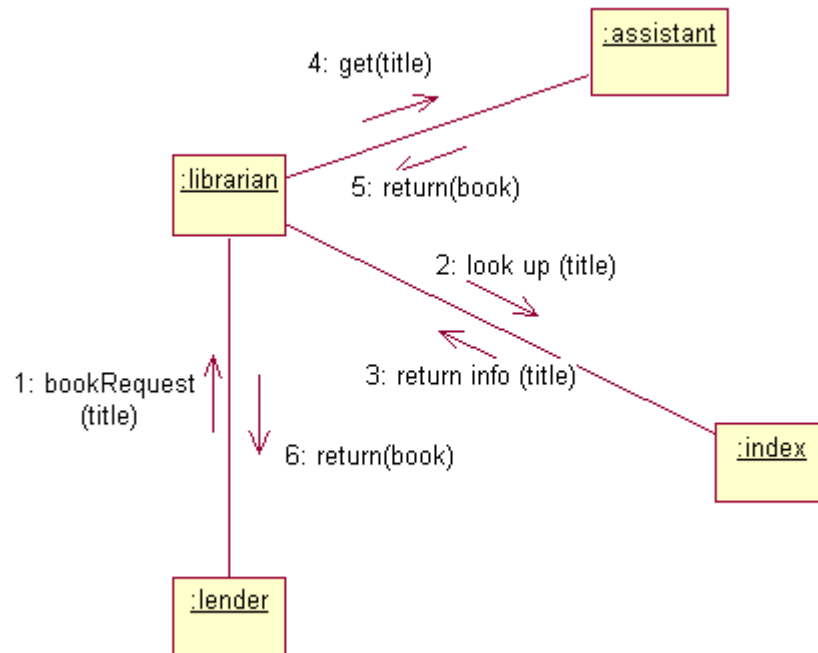 :assistant
4: get(title)
:librarian
5: return(book)
2: look up (title)
3: return info (title)
1: bookRequest
(title)
6: return(book)
:index
:lender